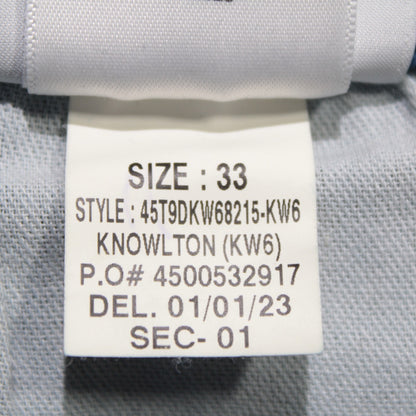 SIZE : 33
STYLE : 45T9DKW68215-KW6
KNOWLTON (KW6)
P.O# 4500532917
DEL. 01/01/23
SEC- 01